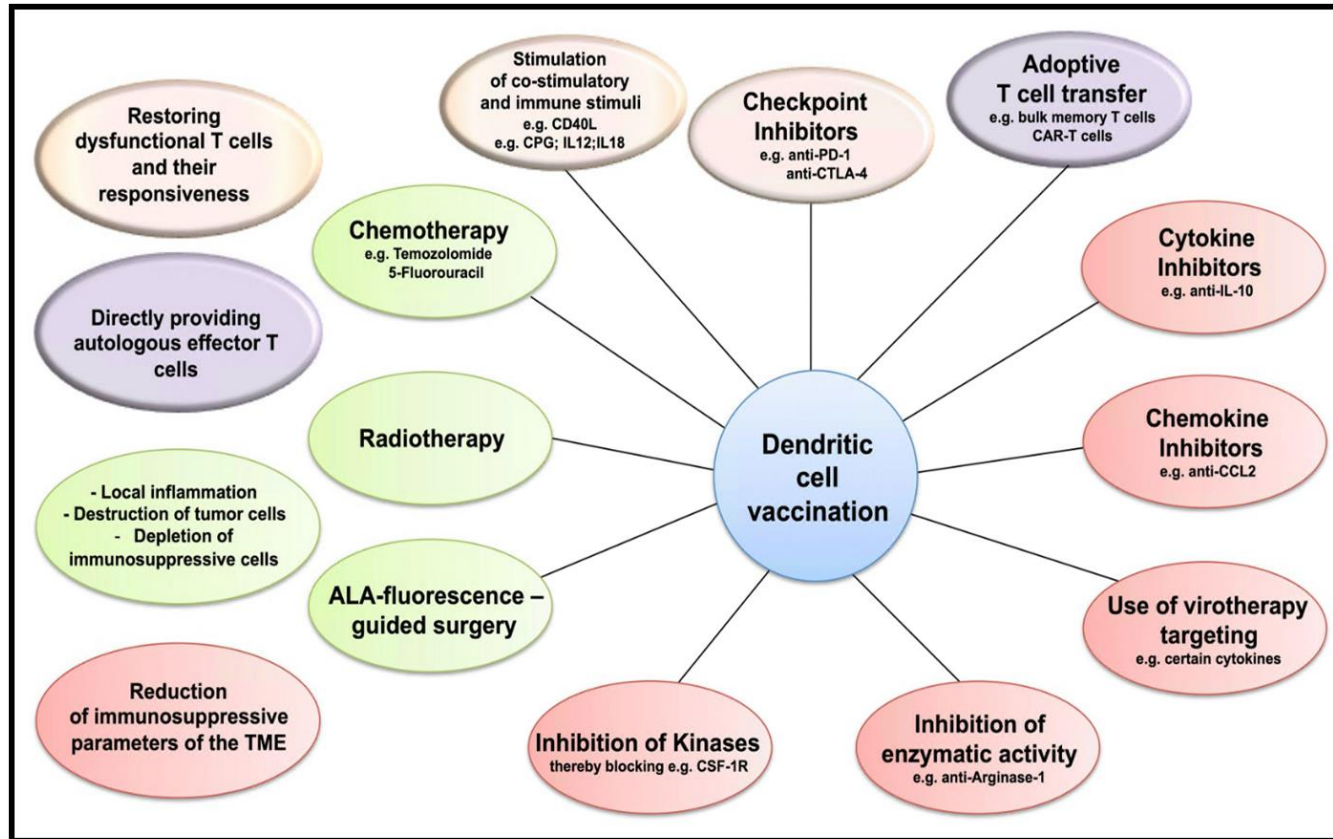 Restoring
dysfunctional T cells
and their
responsiveness
Directly providing
autologous effector T
cells
- Local inflammation
- Destruction of tumor cells
- Depletion of
immunosuppressive cells
Reduction
of immunosuppressive
parameters of the TME
Stimulation
of co-stimulatory
and immune stimuli
e.g. CD40L
e.g. CPG; IL12;IL18
Checkpoint
Inhibitors
e.g. anti-PD-1
anti-CTLA-4
Adoptive
T cell transfer
e.g. bulk memory T cells
CAR-T cells
Chemotherapy
e.g. Temozolomide
5-Fluorouracil
Cytokine
Inhibitors
e.g. anti-IL-10
Radiotherapy
Dendritic
cell
vaccination
Chemokine
Inhibitors
e.g. anti-CCL2
ALA-fluorescence –
guided surgery
Use of virotherapy
targeting
e.g. certain cytokines
Inhibition of Kinases
thereby blocking e.g. CSF-1R
Inhibition of
enzymatic activity
e.g. anti-Arginase-1